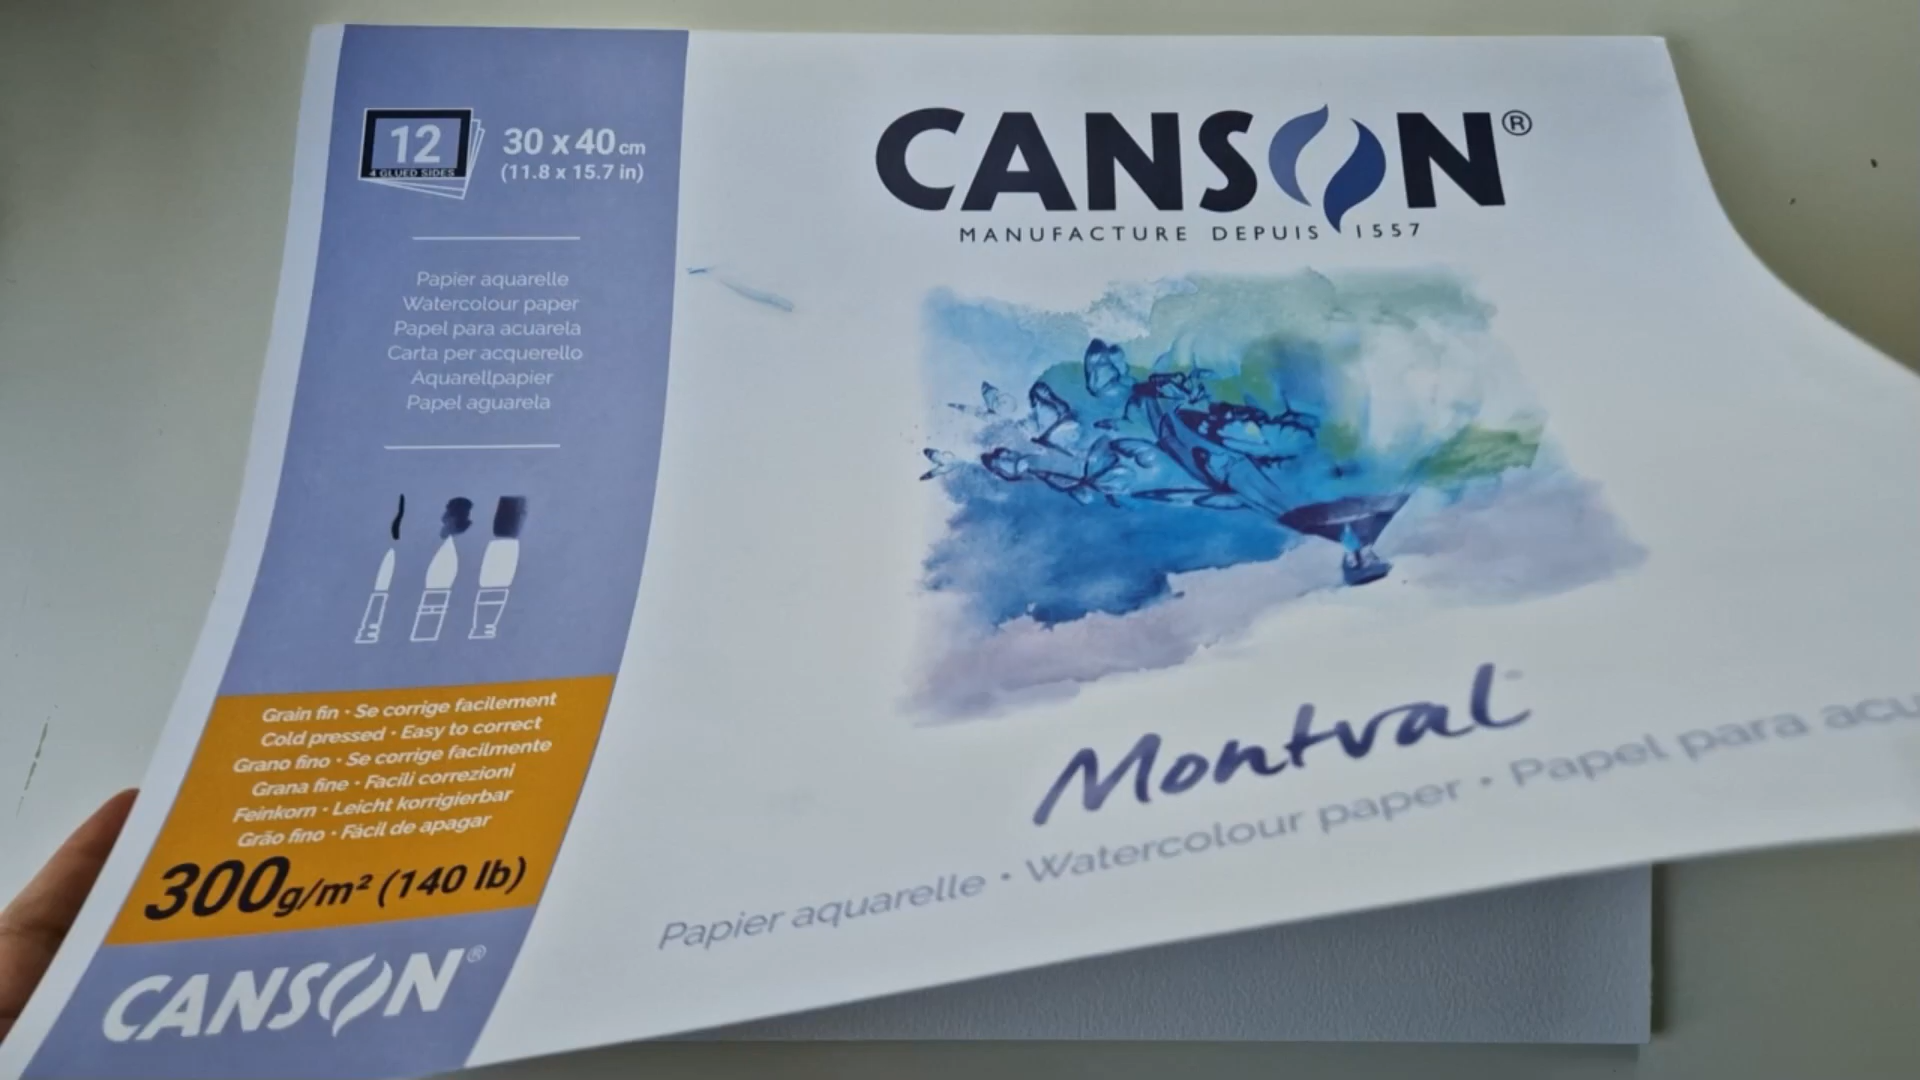 12
4 GLUED SIDES
30 x 40 cm
(11.8 x 15.7 in)
Papier aquarelle
Watercolour paper
Papel para acuarela
Carta per acquerello
Aquarellpapier
Papel aguarela
Grain fin • Se corrige facilement
Cold pressed • Easy to correct
Grano fino • Se corrige facilmente
Grana fine • Facili correzioni
Feinkorn • Leicht korrigierbar
Grão fino • Fácil de apagar
300g/m² (140 lb)
CANSON®
CANSON®
MANUFACTURE DEPUIS 1557
Montval
Papier aquarelle • Watercolour paper • Papel para acu